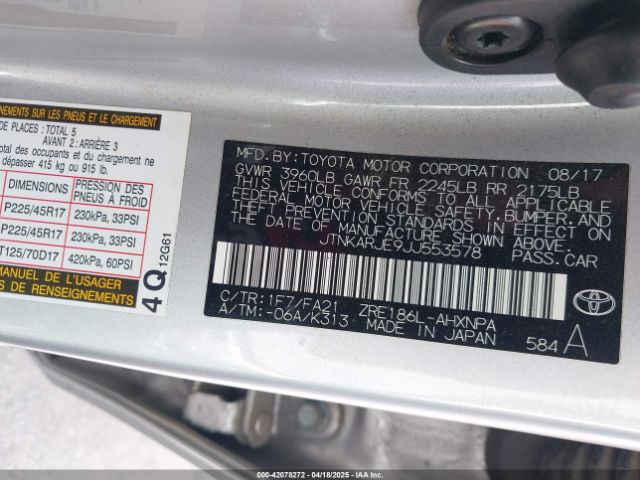 NEMENTS SUR LES PNEUS ET LE CHARGEMENT
DE PLACES: TOTAL 5
AVANT 2: ARRIÈRE 3
total des occupants et du chargement ne
dépasser 415 kg ou 915 lb.
DIMENSIONS
PRESSION DES
PNEUS À FROID
P225/45R17
230kPa, 33PSI
P225/45R17
230kPa, 33PSI
T125/70D17
420kPa, 60PSI
MANUEL DE L'USAGER
DE RENSEIGNEMENTS
4Q
12G61
MFD. BY: TOYOTA MOTOR CORPORATION 08/17
GVWR 3960LB GAWR FR 2245LB RR 2175LB
THIS VEHICLE CONFORMS TO ALL APPLICABLE
FEDERAL MOTOR VEHICLE SAFETY, BUMPER, AND
THEFT PREVENTION STANDARDS IN EFFECT ON
THE DATE OF MANUFACTURE SHOWN ABOVE.
JTNKARJE9JJ553578 PASS. CAR
C/TR: 1F7/FA21
A/TM: -06A/K313
ZRE186L-AHXNPA
MADE IN JAPAN
584 A
TOYOTA
000-42078272 - 04/18/2025 - IAAI.COM